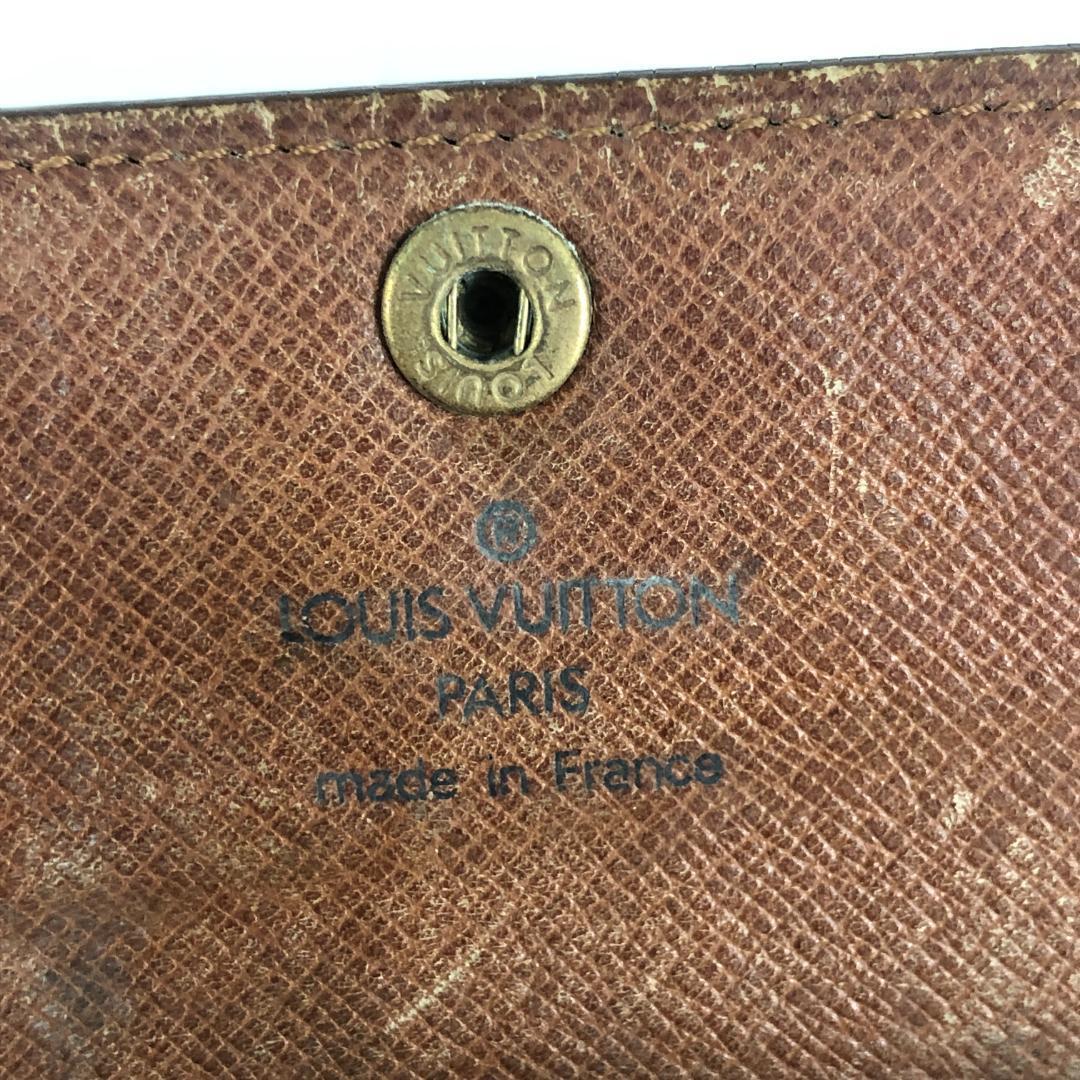 VUITTON
LOUIS
®
LOUIS VUITTON
PARIS
made in France